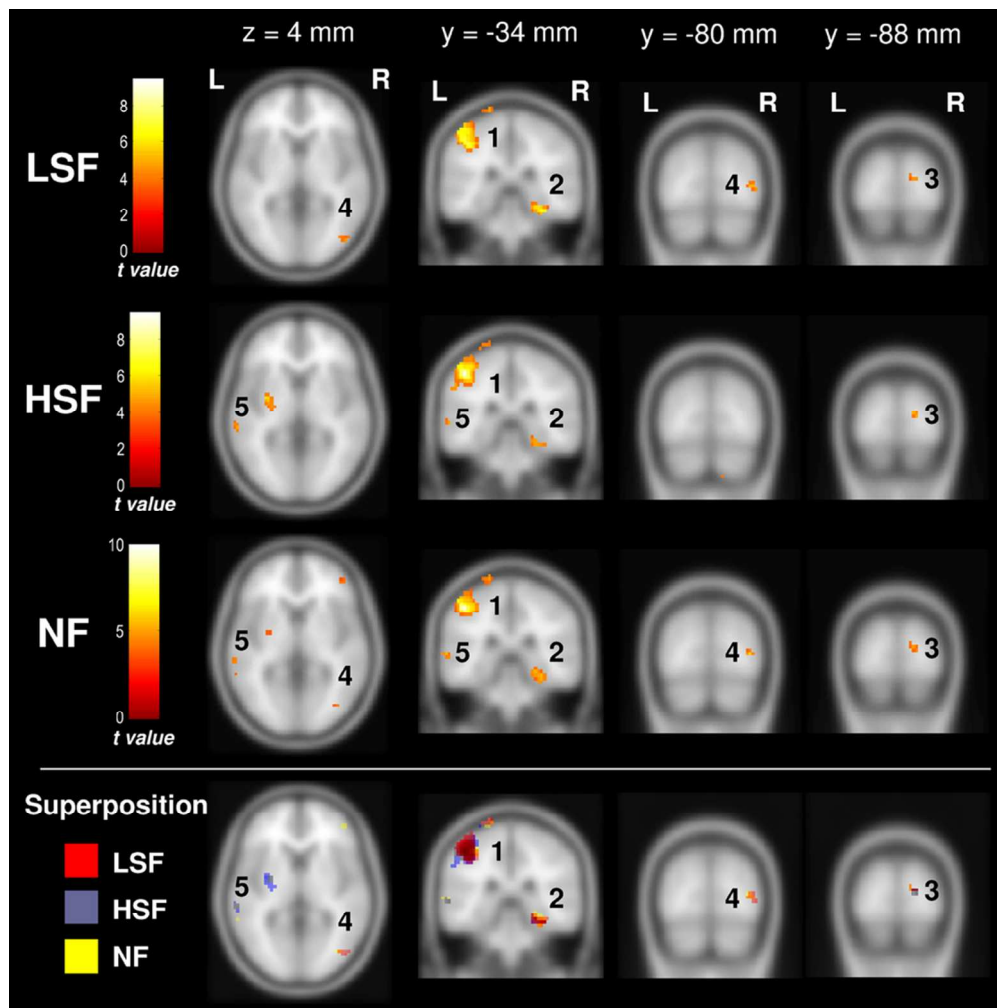 z = 4 mm y = -34 mm y = -80 mm y = -88 mm
L R L R L R L R
LSF
8
6
4
2
0
t value
4 1 2 4 3
HSF
8
6
4
2
0
t value
5 1 5 2 3
NF
10
5
0
t value
5 4 1 5 2 4 3
Superposition
LSF
HSF
NF
5 4 1 2 4 3